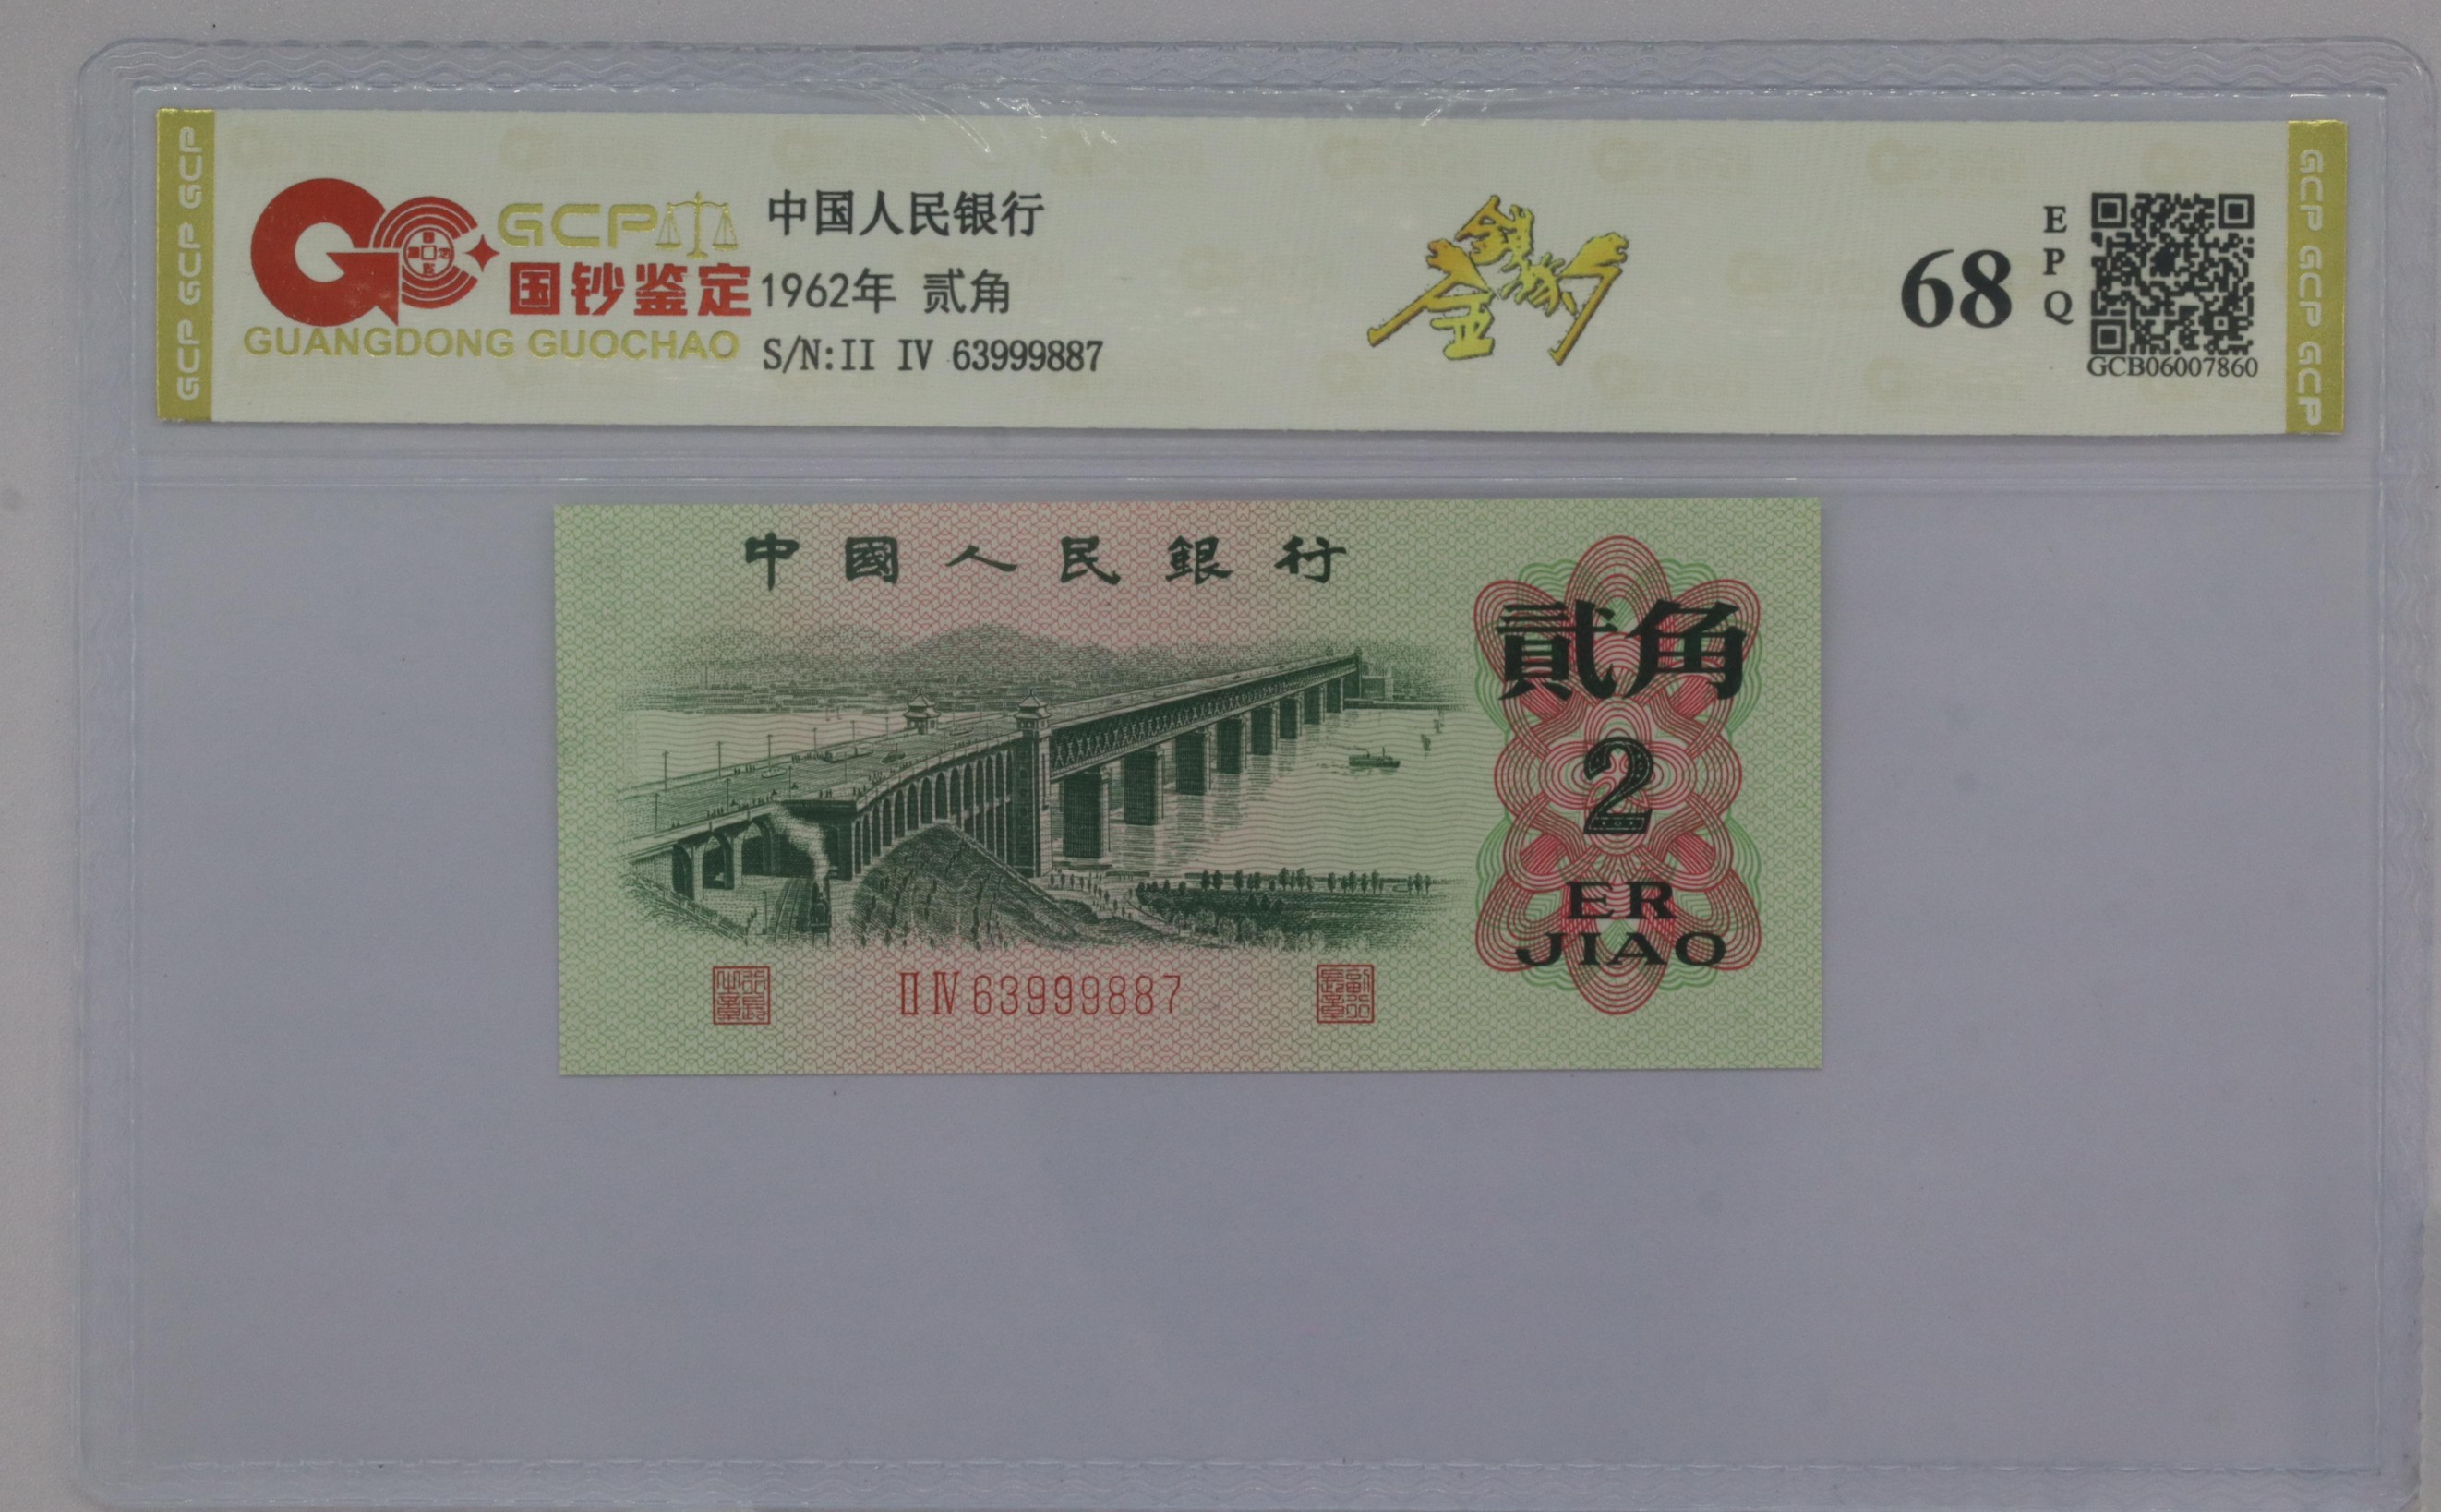 GCP GCP GCP
GCP
国钞鉴定
GUANGDONG GUOCHAO
中国人民银行
1962年 贰角
S/N:II IV 63999887
68
EPQ
GCB06007860
GCP GCP GCP
中國人民銀行
貳角
2
ER
JIAO
II IV 63999887